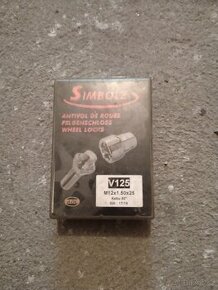 SIMBOLZ
ANTIVOL DE ROUES
FELGENSCHLOSS
WHEEL LOCKS
V125
M12x1.50x25